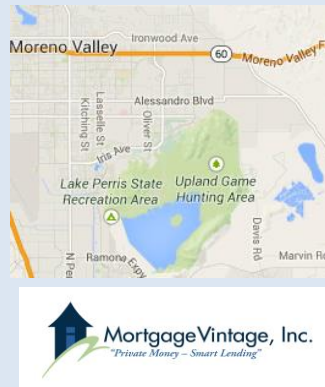 Ironwood Ave
Moreno Valley
60
Moreno Valley F
Alessandro Blvd
Lasselle St
Kitching St
Oliver St
Iris Ave
Lake Perris State
Recreation Area
Upland Game
Hunting Area
Davis Rd
Ramona Expy
N Pe
Marvin R
MortgageVintage, Inc.
"Private Money – Smart Lending"